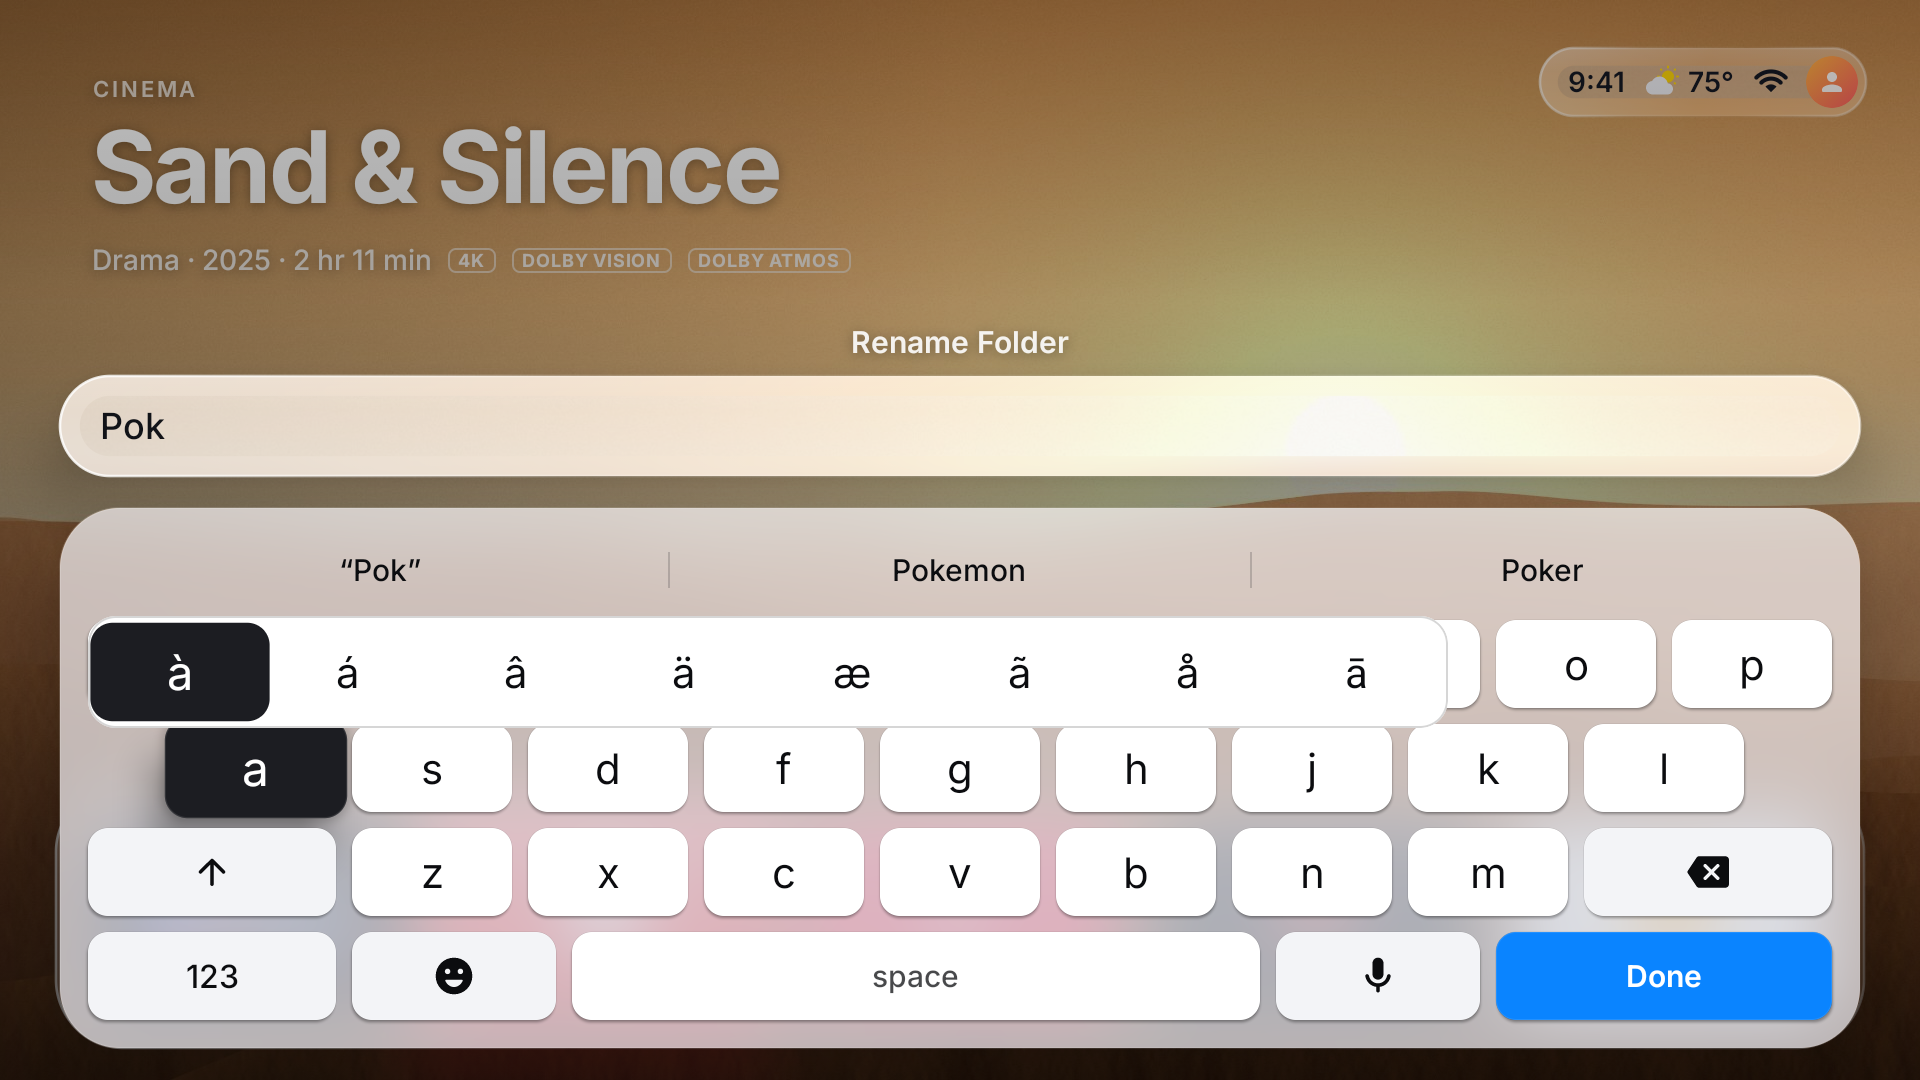 CINEMA
9:41 75°
Sand & Silence
Drama · 2025 · 2 hr 11 min 4K DOLBY VISION DOLBY ATMOS
Rename Folder
Pok
“Pok” Pokemon Poker
à á â ä æ ã å ā o p
a s d f g h j k l
z x c v b n m
123 space Done